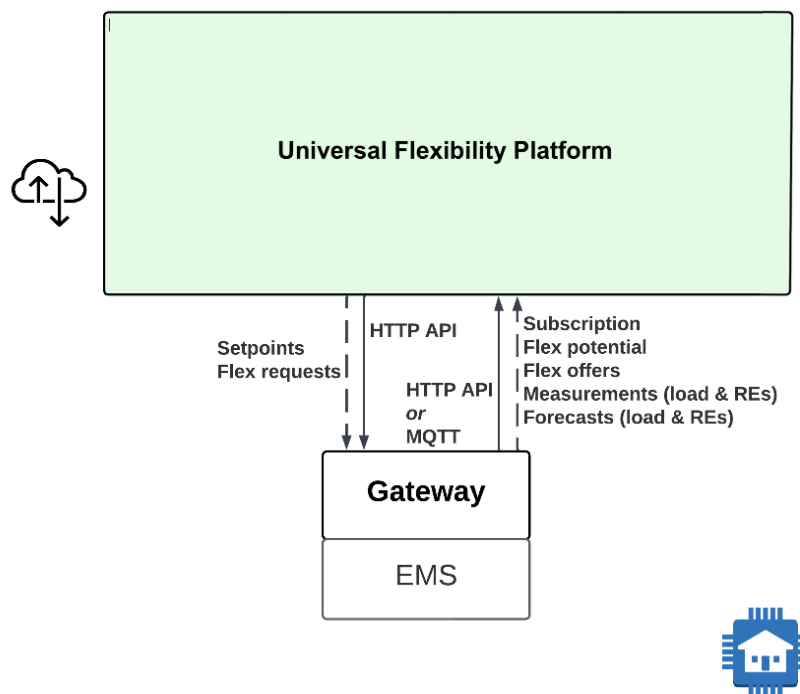 Universal Flexibility Platform
HTTP API
Setpoints
Flex requests
HTTP API
or
MQTT
Subscription
Flex potential
Flex offers
Measurements (load & REs)
Forecasts (load & REs)
Gateway
EMS